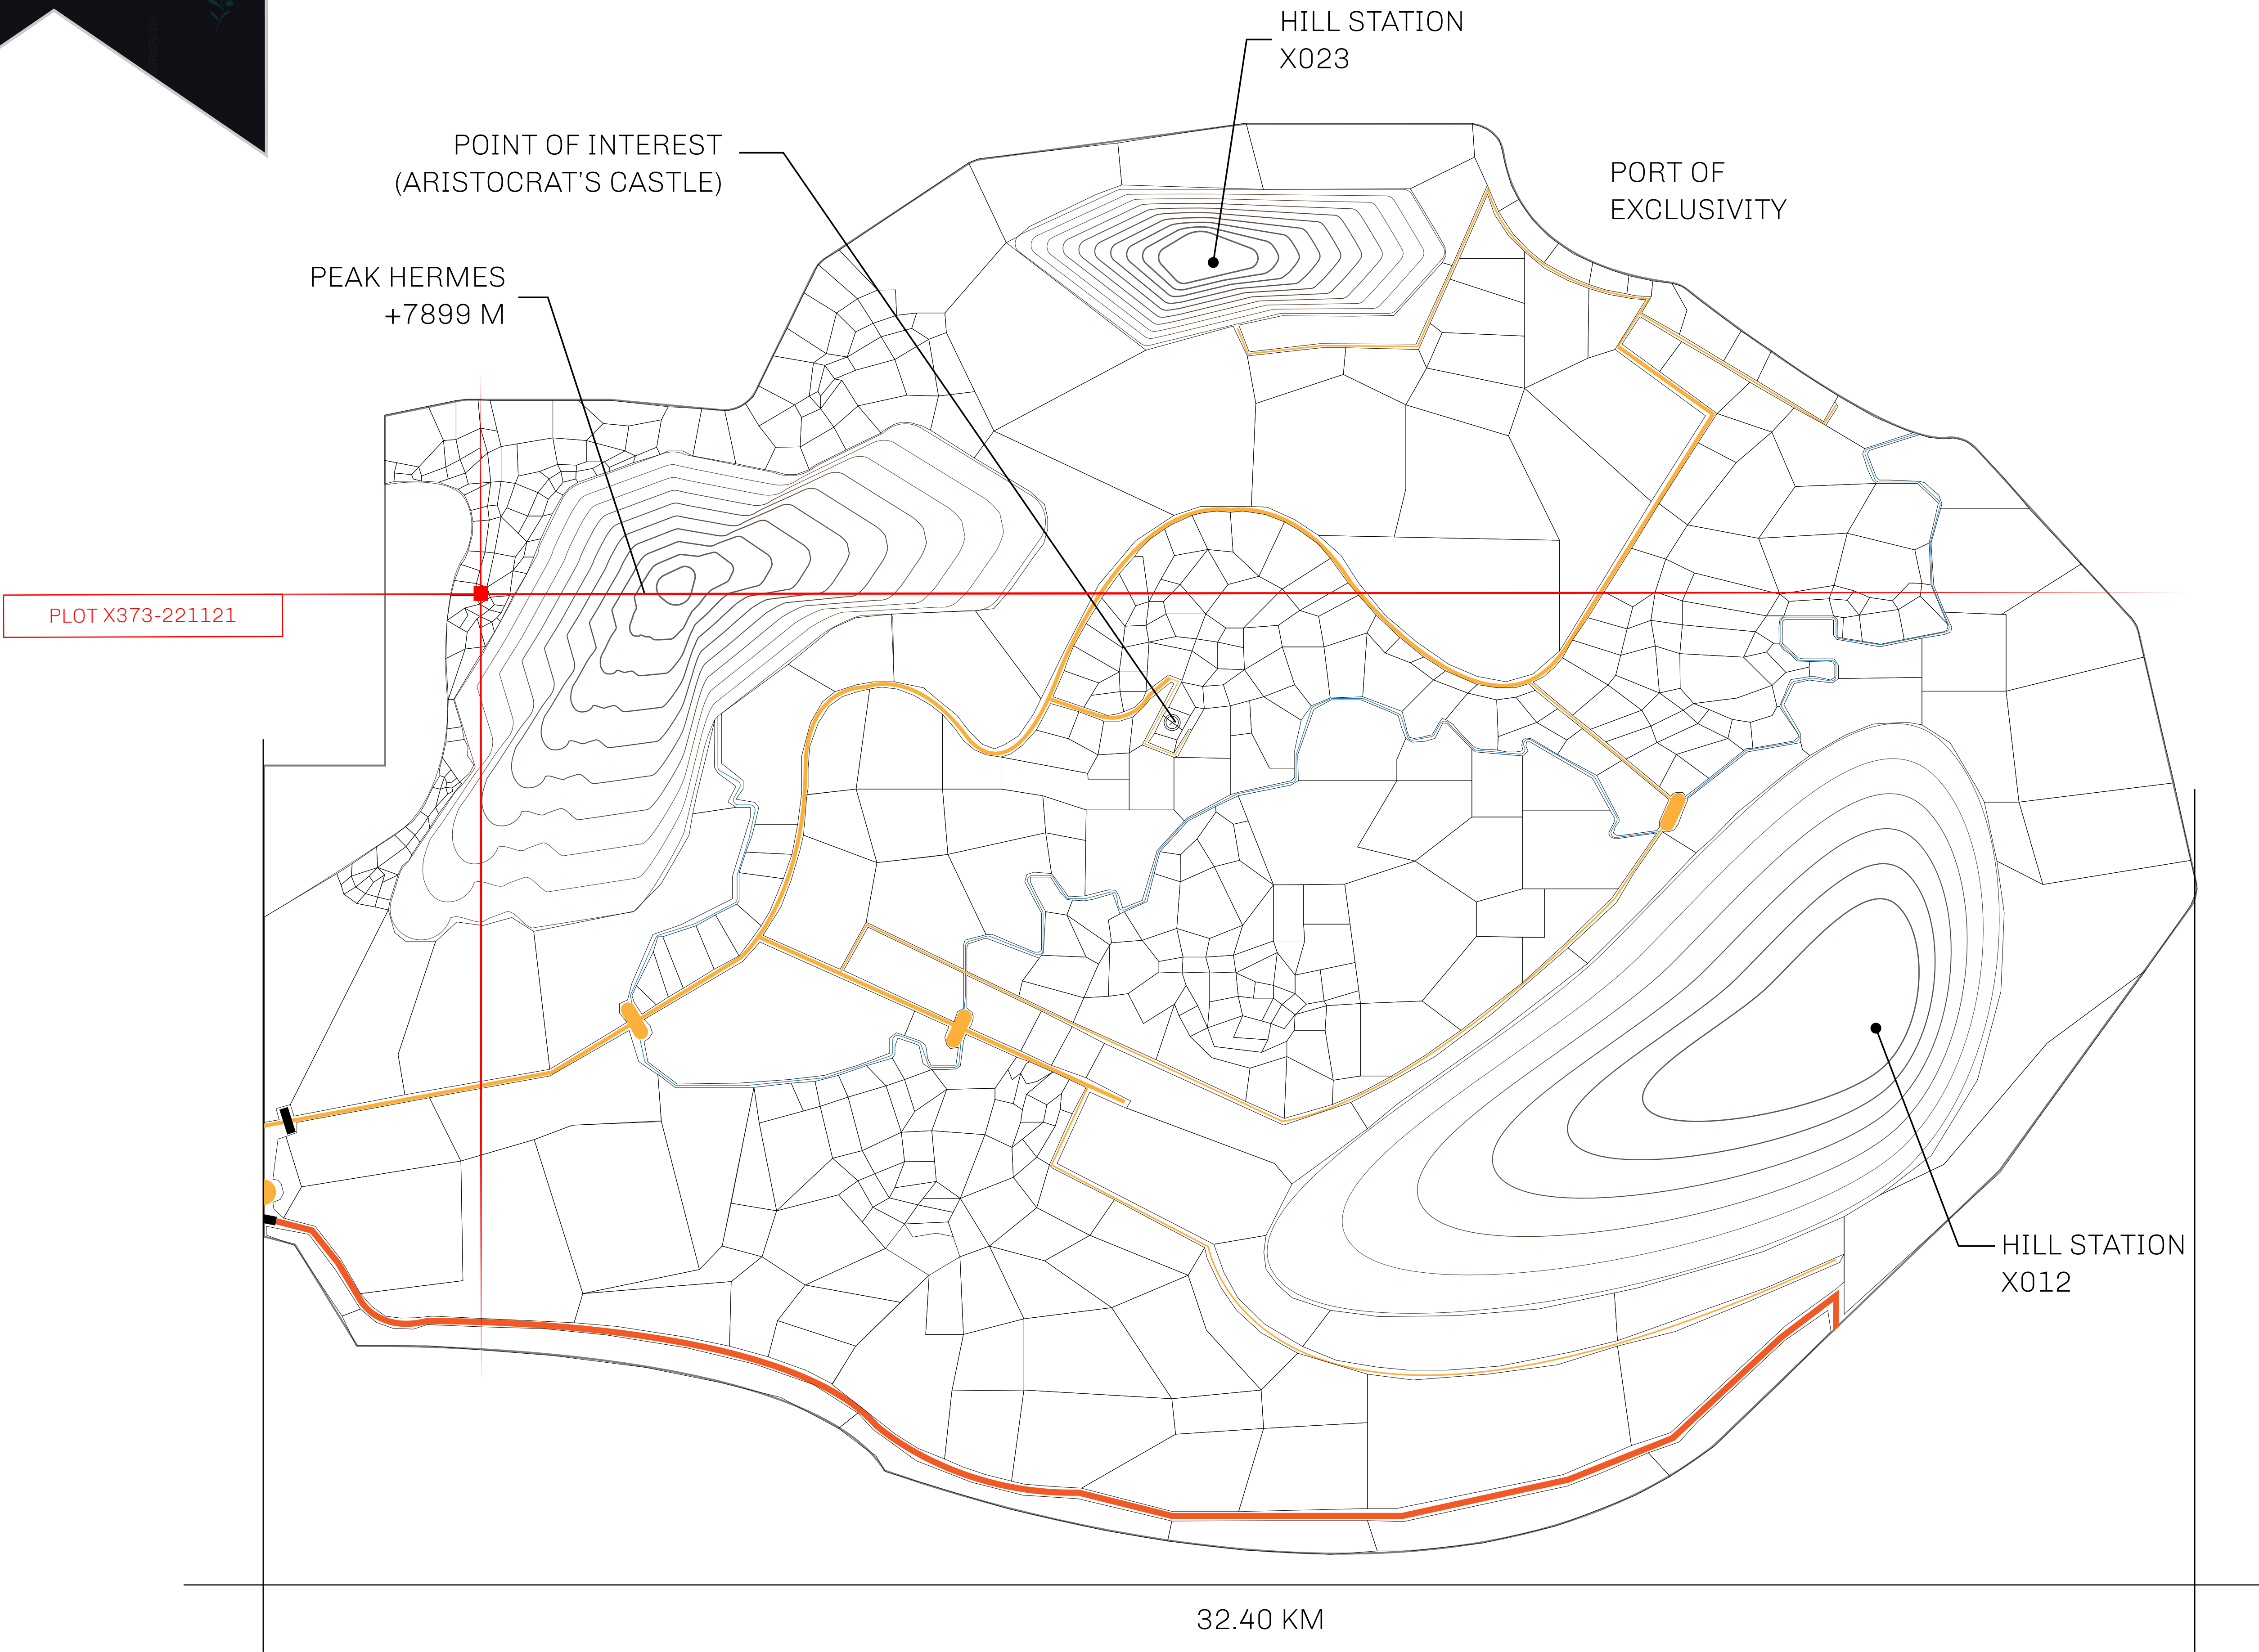 HILL STATION
X023
POINT OF INTEREST
(ARISTOCRAT'S CASTLE)
PORT OF
EXCLUSIVITY
PEAK HERMES
+7899 M
PLOT X373-221121
HILL STATION
X012
32.40 KM